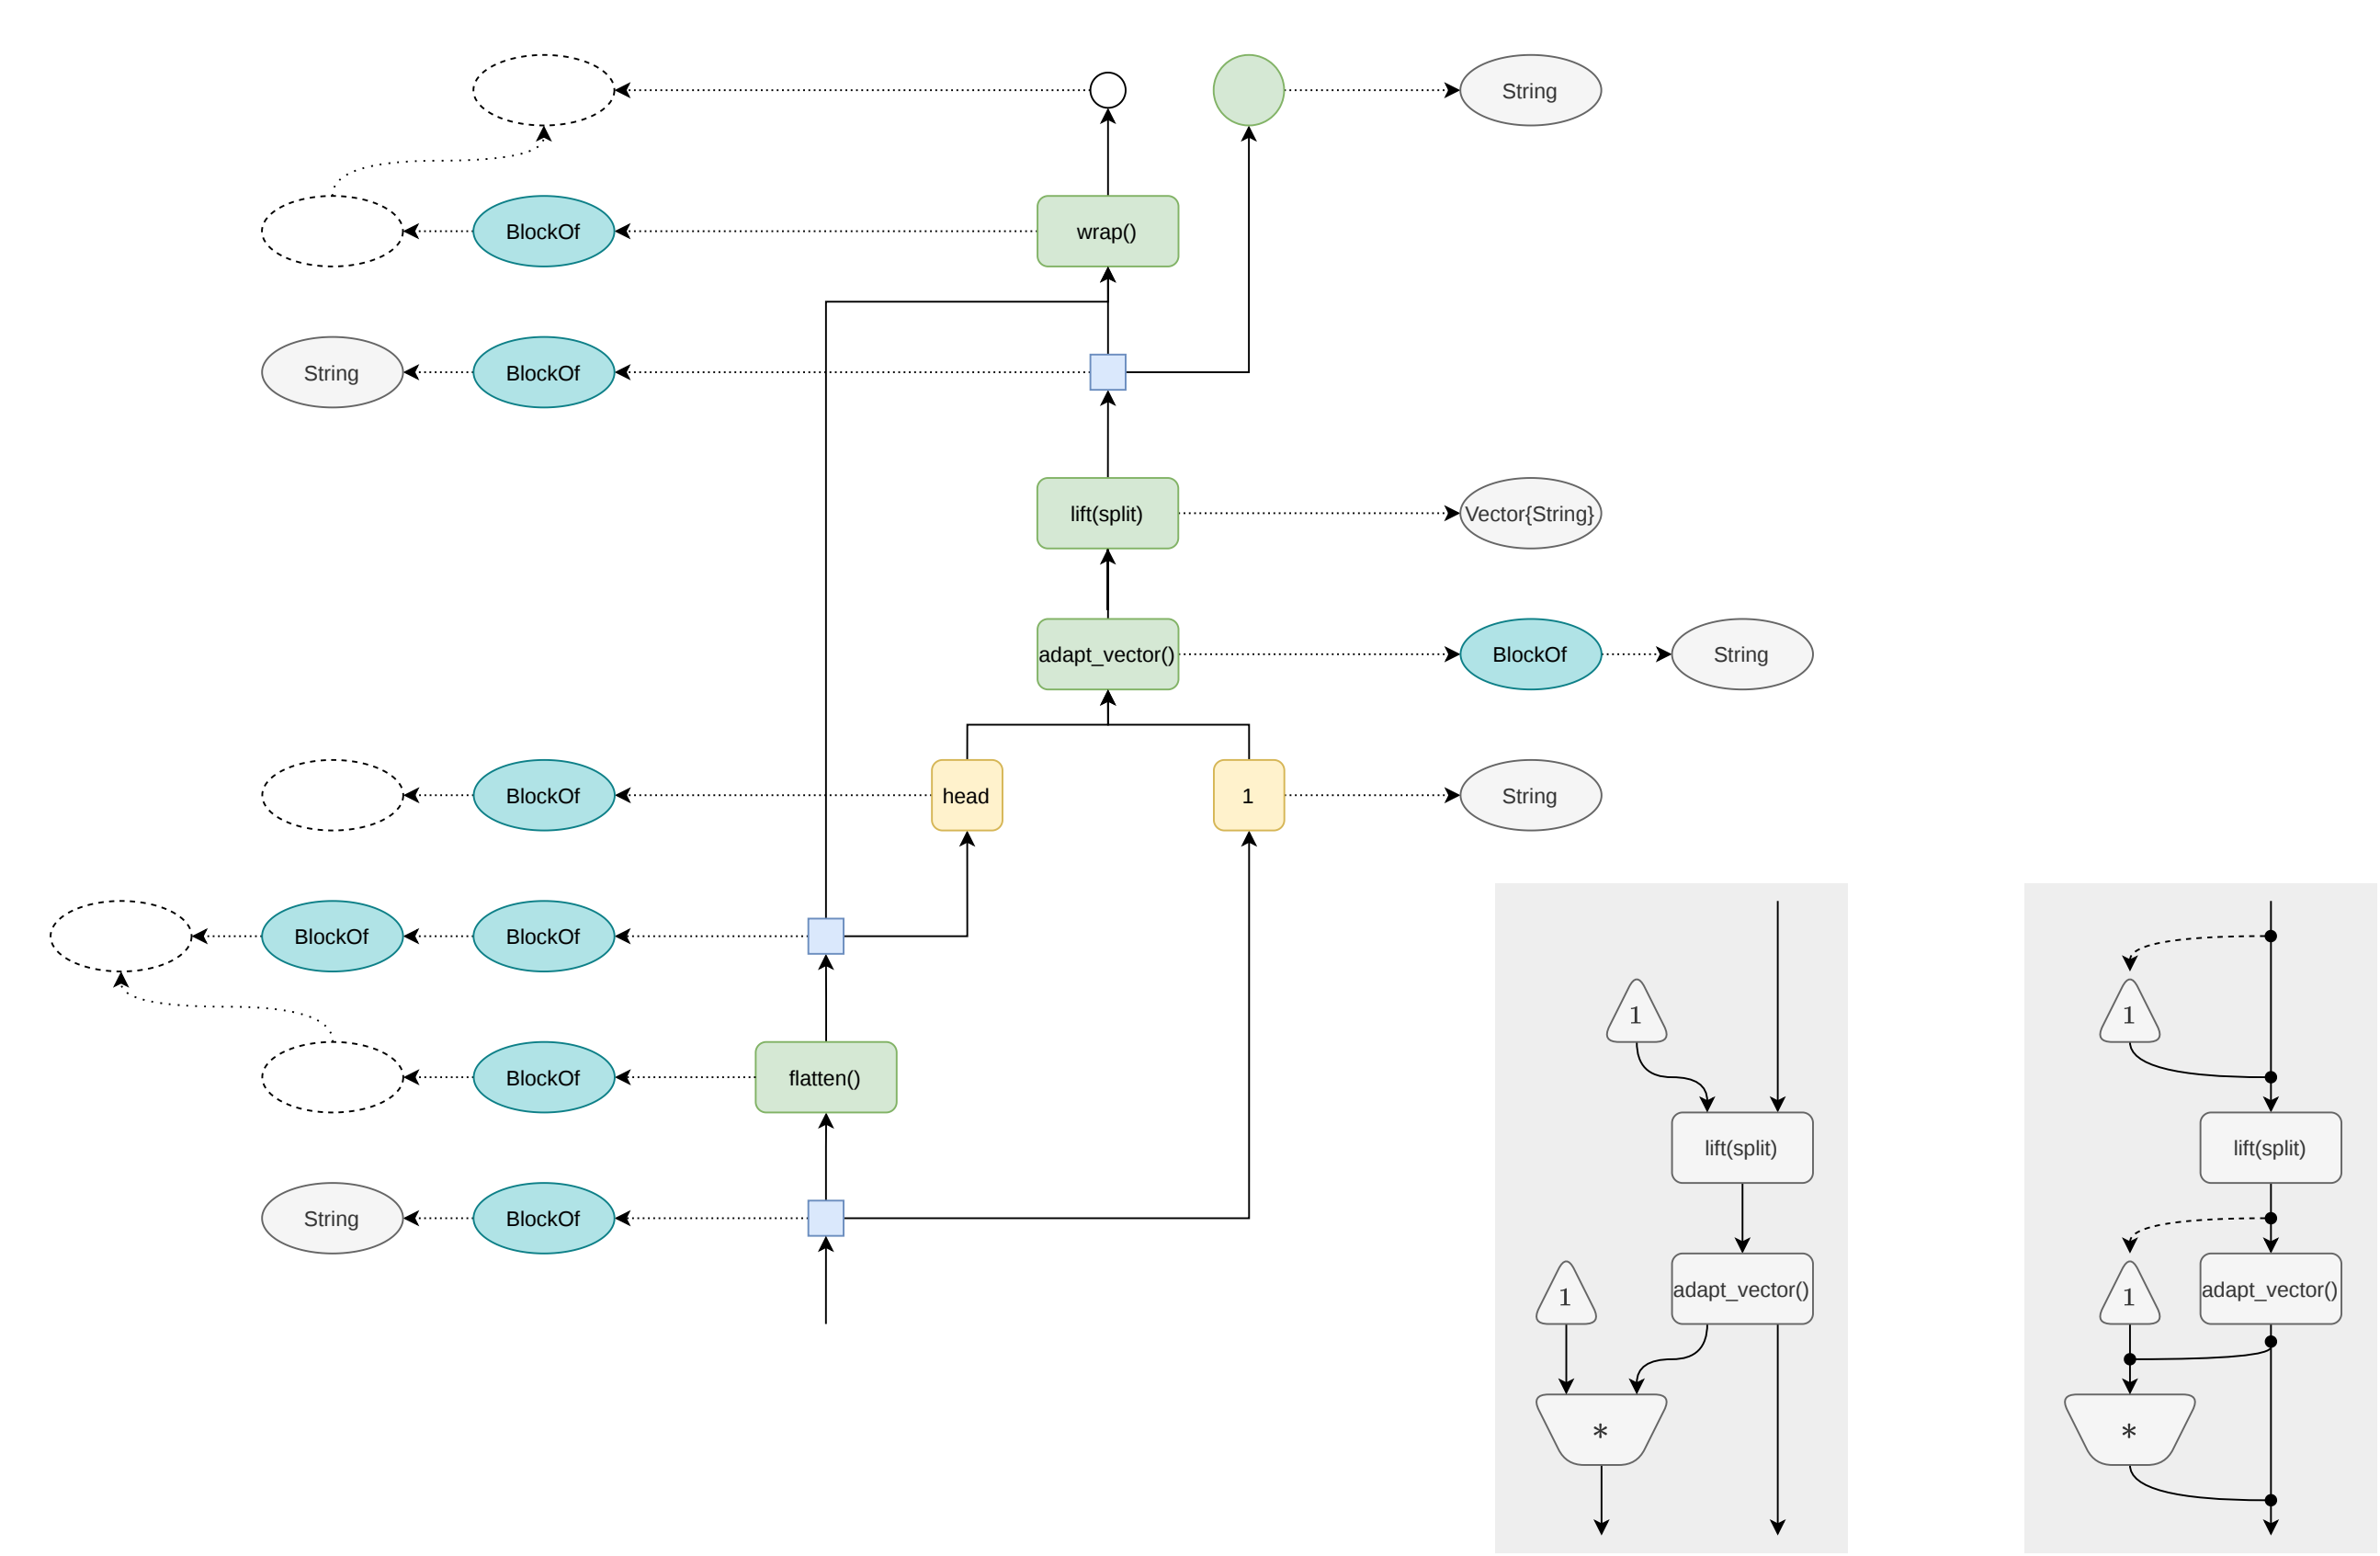 String
BlockOf
wrap()
String
BlockOf
lift(split)
Vector{String}
adapt_vector()
BlockOf
String
BlockOf
head
1
String
BlockOf
BlockOf
BlockOf
flatten()
String
BlockOf
1
lift(split)
1
adapt_vector()
*
1
lift(split)
1
adapt_vector()
*